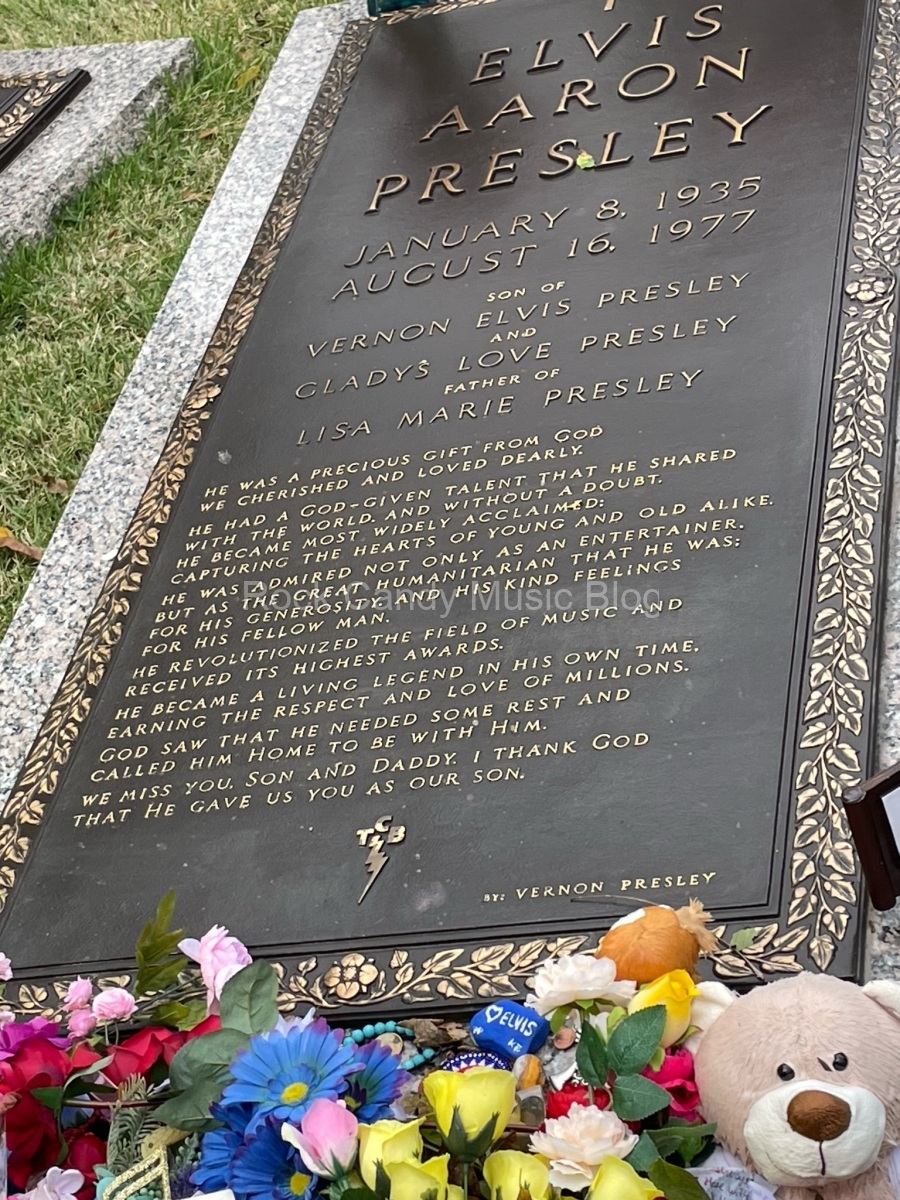 ELVIS
AARON
PRESLEY
JANUARY 8, 1935
AUGUST 16, 1977
SON OF
VERNON ELVIS PRESLEY
AND
GLADYS LOVE PRESLEY
FATHER OF
LISA MARIE PRESLEY
HE WAS A PRECIOUS GIFT FROM GOD
WE CHERISHED AND LOVED DEARLY.
HE HAD A GOD-GIVEN TALENT THAT HE SHARED
WITH THE WORLD. AND WITHOUT A DOUBT.
HE BECAME MOST WIDELY ACCLAIMED;
CAPTURING THE HEARTS OF YOUNG AND OLD ALIKE.
HE WAS ADMIRED NOT ONLY AS AN ENTERTAINER.
BUT AS THE GREAT HUMANITARIAN THAT HE WAS;
FOR HIS GENEROSITY AND HIS KIND FEELINGS
FOR HIS FELLOW MAN.
HE REVOLUTIONIZED THE FIELD OF MUSIC AND
RECEIVED ITS HIGHEST AWARDS.
HE BECAME A LIVING LEGEND IN HIS OWN TIME,
EARNING THE RESPECT AND LOVE OF MILLIONS.
GOD SAW THAT HE NEEDED SOME REST AND
CALLED HIM HOME TO BE WITH HIM.
WE MISS YOU, SON AND DADDY. I THANK GOD
THAT HE GAVE US YOU AS OUR SON.
TCB
BY: VERNON PRESLEY
Rock Candy Music Blog
ELVIS
KE